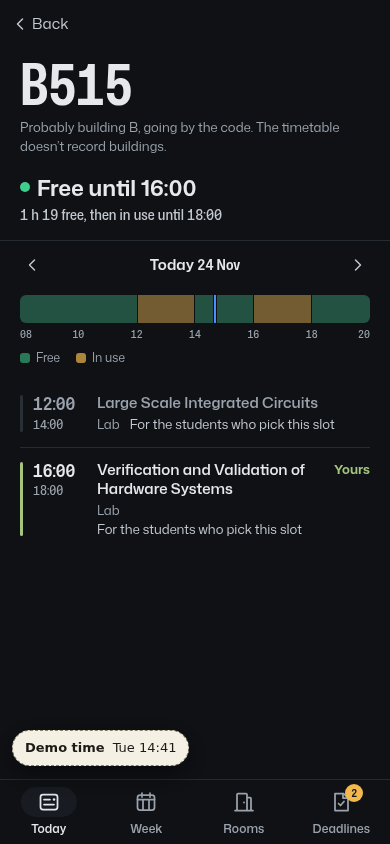 Back
B515
Probably building B, going by the code. The timetable
doesn't record buildings.
Free until 16:00
1 h 19 free, then in use until 18:00
Today 24 Nov
08 10 12 14 16 18 20
Free In use
12:00 Large Scale Integrated Circuits
14:00 Lab For the students who pick this slot
16:00 Verification and Validation of Yours
18:00 Hardware Systems
Lab
For the students who pick this slot
Demo time Tue 14:41
2
Today Week Rooms Deadlines